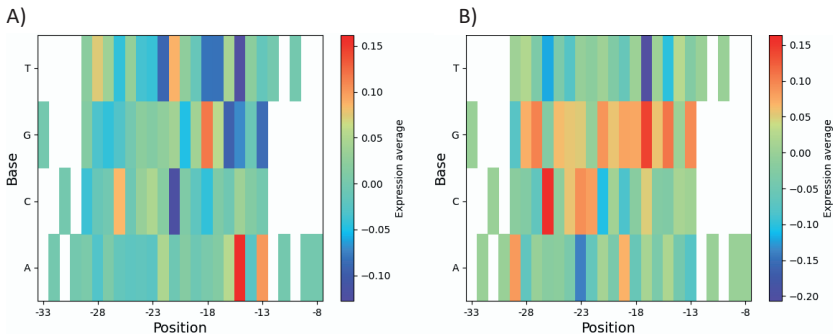 A)
T
G
C
A
Base
-33
-28
-23
-18
-13
-8
Position
0.15
0.10
0.05
0.00
−0.05
−0.10
Expression average
B)
T
G
C
A
Base
-33
-28
-23
-18
-13
-8
Position
0.15
0.10
0.05
0.00
−0.05
−0.10
−0.15
−0.20
Expression average